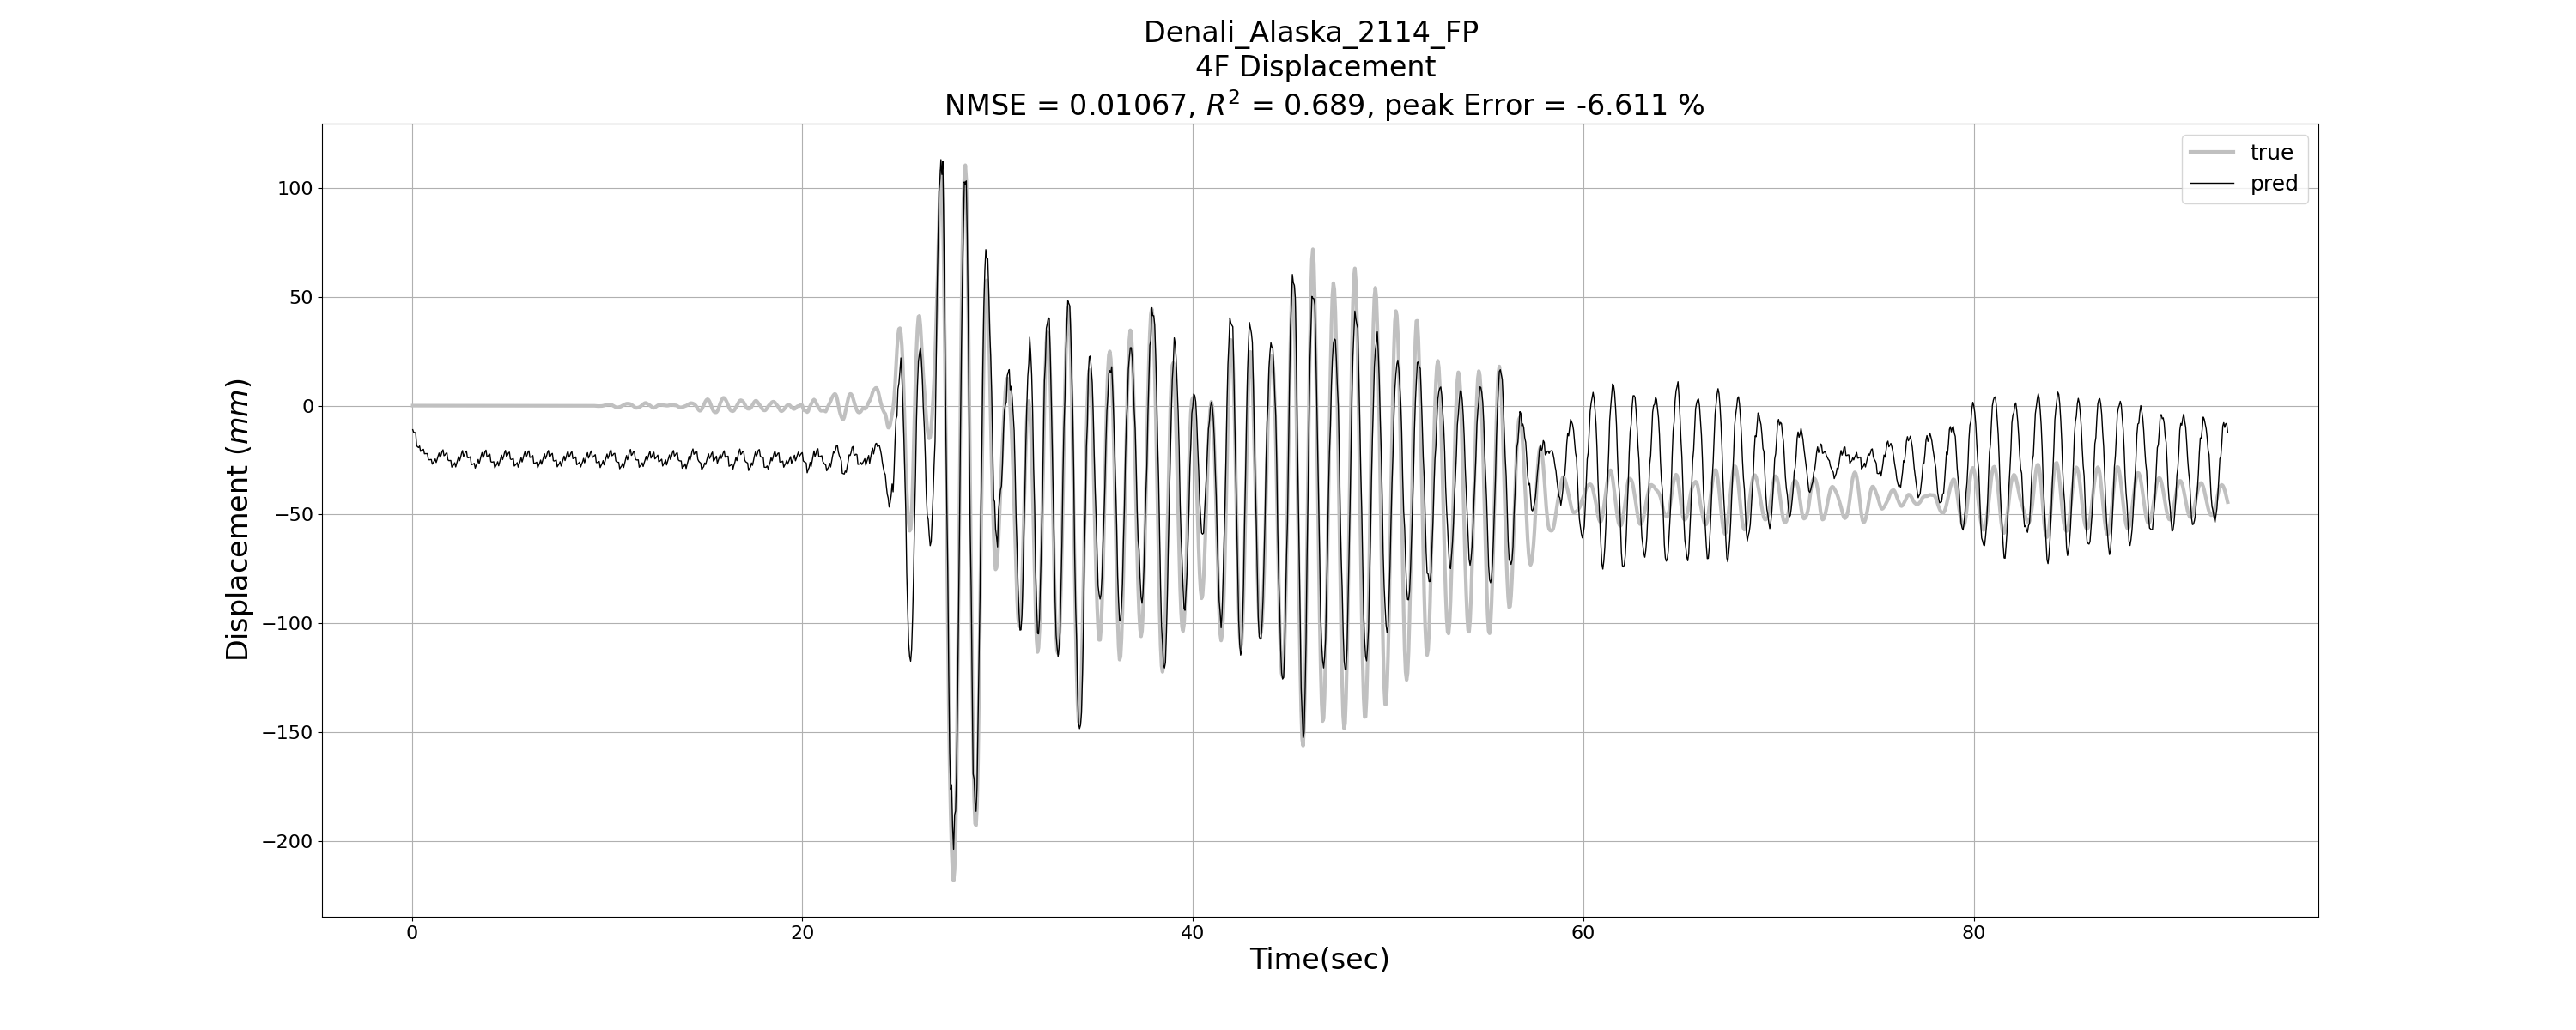 Denali_Alaska_2114_FP
4F Displacement
NMSE = 0.01067, R² = 0.689, peak Error = -6.611 %
true
pred
100
50
0
−50
−100
−150
−200
Displacement (mm)
0 20 40 60 80
Time(sec)